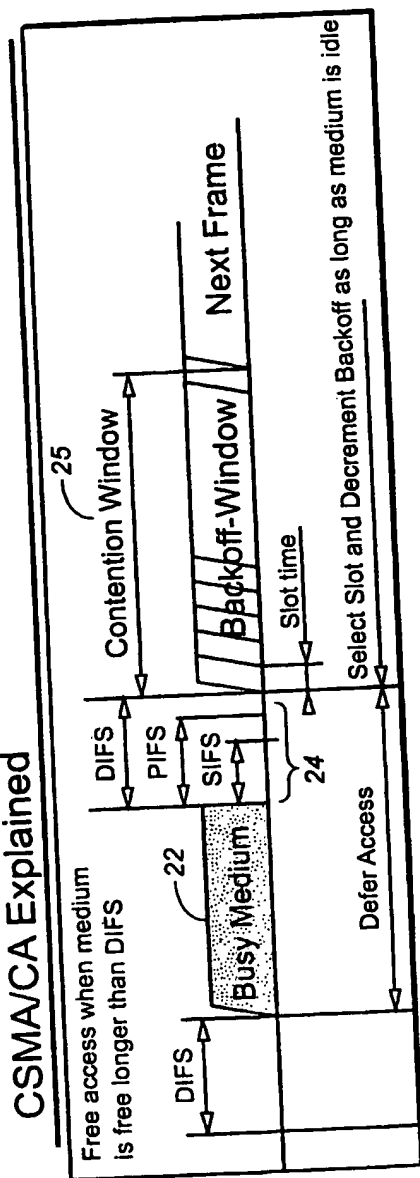 CSMA/CA Explained
Free access when medium
is free longer than DIFS
DIFS
DIFS
PIFS
SIFS
24
22
Busy Medium
25
Contention Window
Backoff-Window
Next Frame
Slot time
Defer Access
Select Slot and Decrement Backoff as long as medium is idle